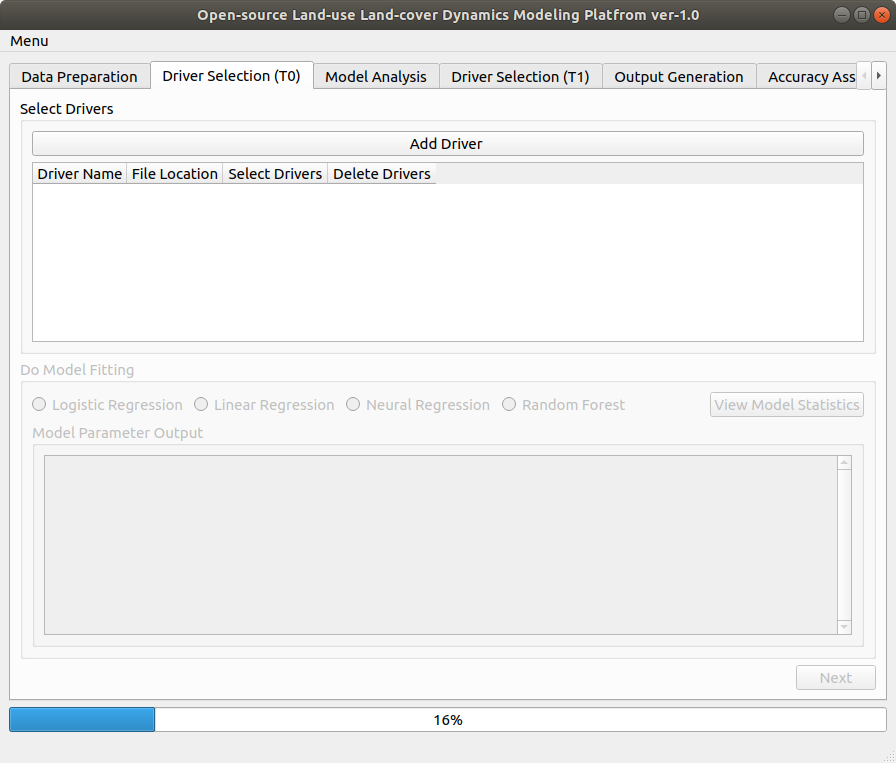 Open-source Land-use Land-cover Dynamics Modeling Platfrom ver-1.0
Menu
Data Preparation Driver Selection (T0) Model Analysis Driver Selection (T1) Output Generation Accuracy Ass
Select Drivers
Add Driver
Driver Name File Location Select Drivers Delete Drivers
Do Model Fitting
Logistic Regression Linear Regression Neural Regression Random Forest View Model Statistics
Model Parameter Output
Next
16%